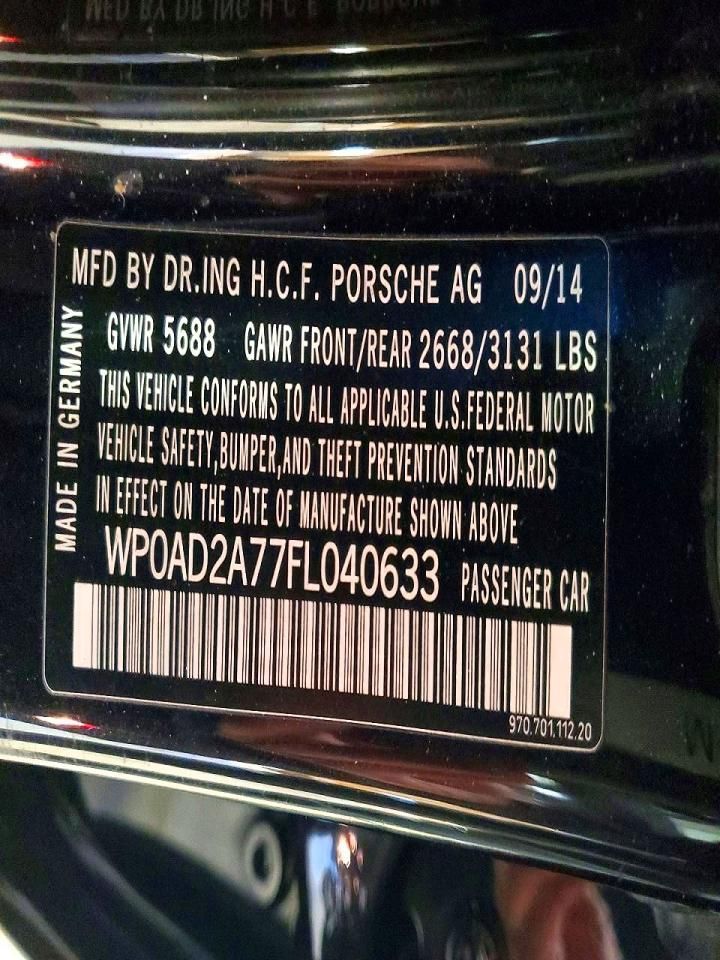 MFD BY DR.ING H.C.F. PORSCHE AG 09/14
GVWR 5688 GAWR FRONT/REAR 2668/3131 LBS
THIS VEHICLE CONFORMS TO ALL APPLICABLE U.S.FEDERAL MOTOR
VEHICLE SAFETY,BUMPER,AND THEFT PREVENTION STANDARDS
IN EFFECT ON THE DATE OF MANUFACTURE SHOWN ABOVE
WP0AD2A77FL040633 PASSENGER CAR
970.701.112.20
MADE IN GERMANY